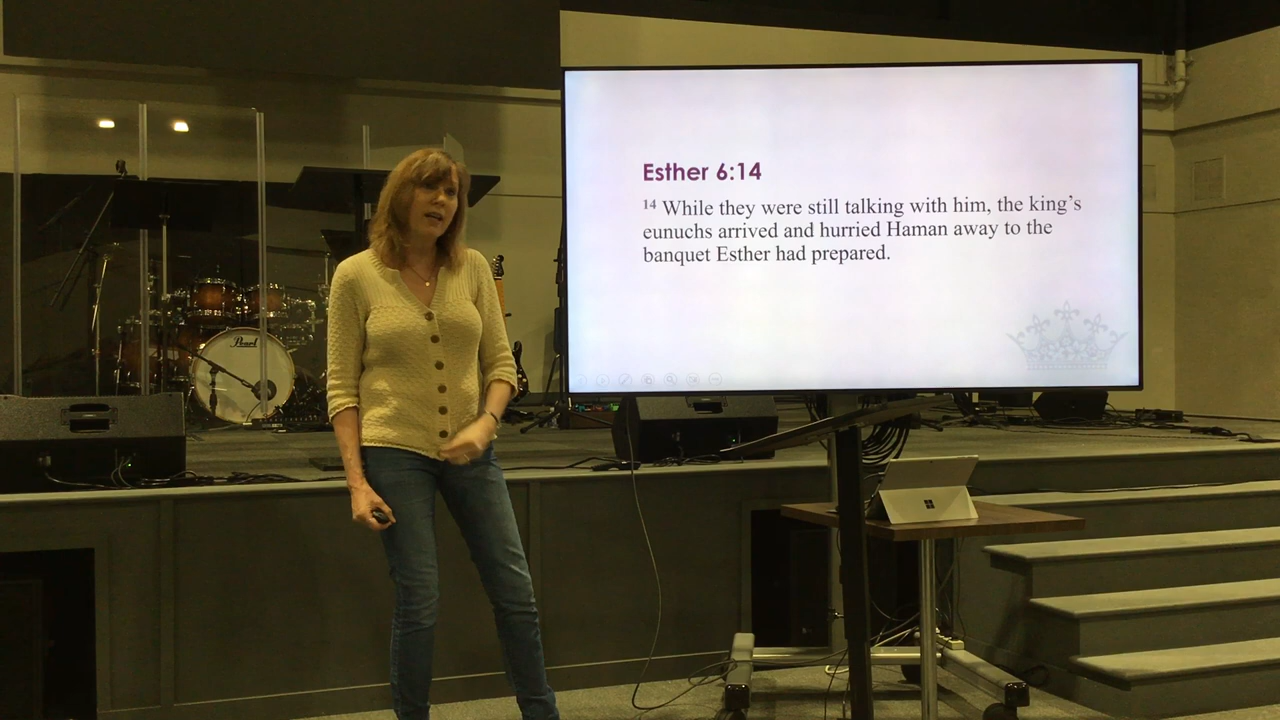 Esther 6:14
14 While they were still talking with him, the king's
eunuchs arrived and hurried Haman away to the
banquet Esther had prepared.
Pearl